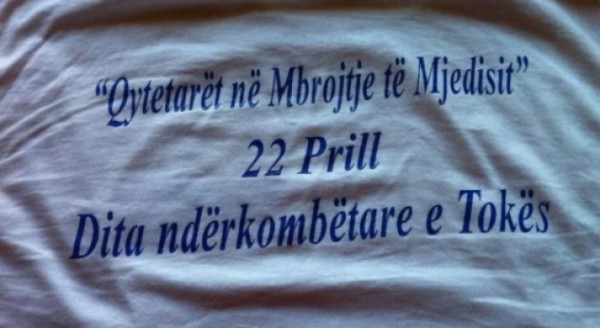 “Qytetarët në Mbrojtje të Mjedisit”
22 Prill
Dita ndërkombëtare e Tokës